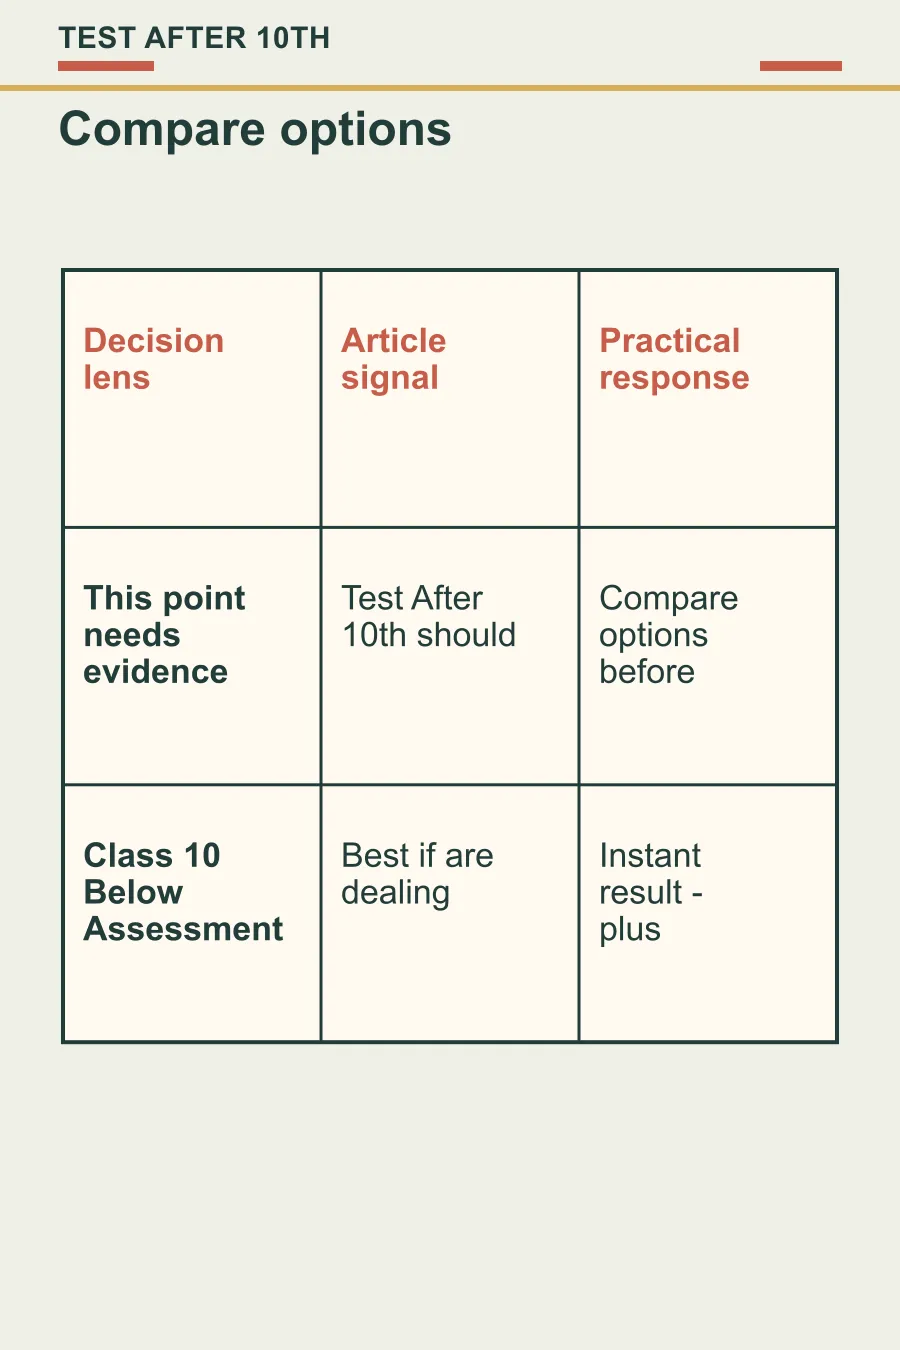 TEST AFTER 10TH
Compare options
Decision
lens
Article
signal
Practical
response
This point
needs
evidence
Test After
10th should
Compare
options
before
Class 10
Below
Assessment
Best if are
dealing
Instant
result -
plus